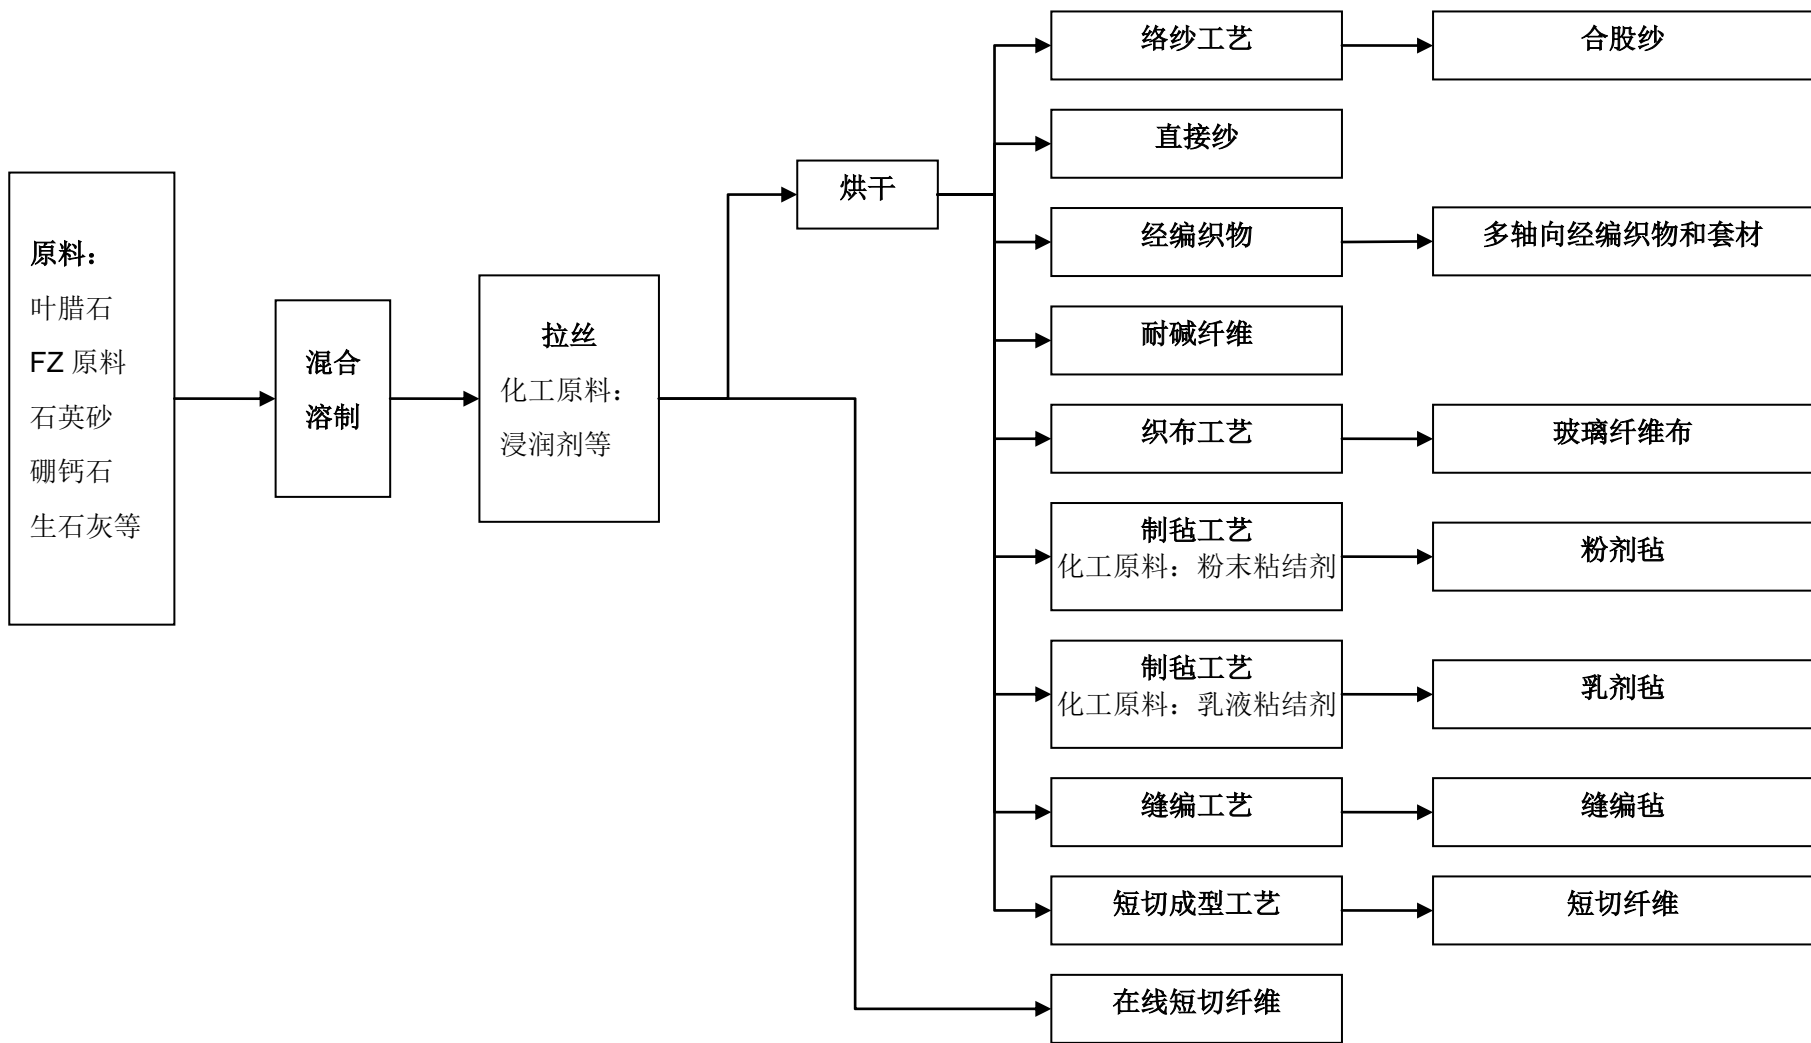 原料：
叶腊石
FZ 原料
石英砂
硼钙石
生石灰等
混合
溶制
拉丝
化工原料：
浸润剂等
烘干
络纱工艺
合股纱
直接纱
经编织物
多轴向经编织物和套材
耐碱纤维
织布工艺
玻璃纤维布
制毡工艺
化工原料：粉末粘结剂
粉剂毡
制毡工艺
化工原料：乳液粘结剂
乳剂毡
缝编工艺
缝编毡
短切成型工艺
短切纤维
在线短切纤维